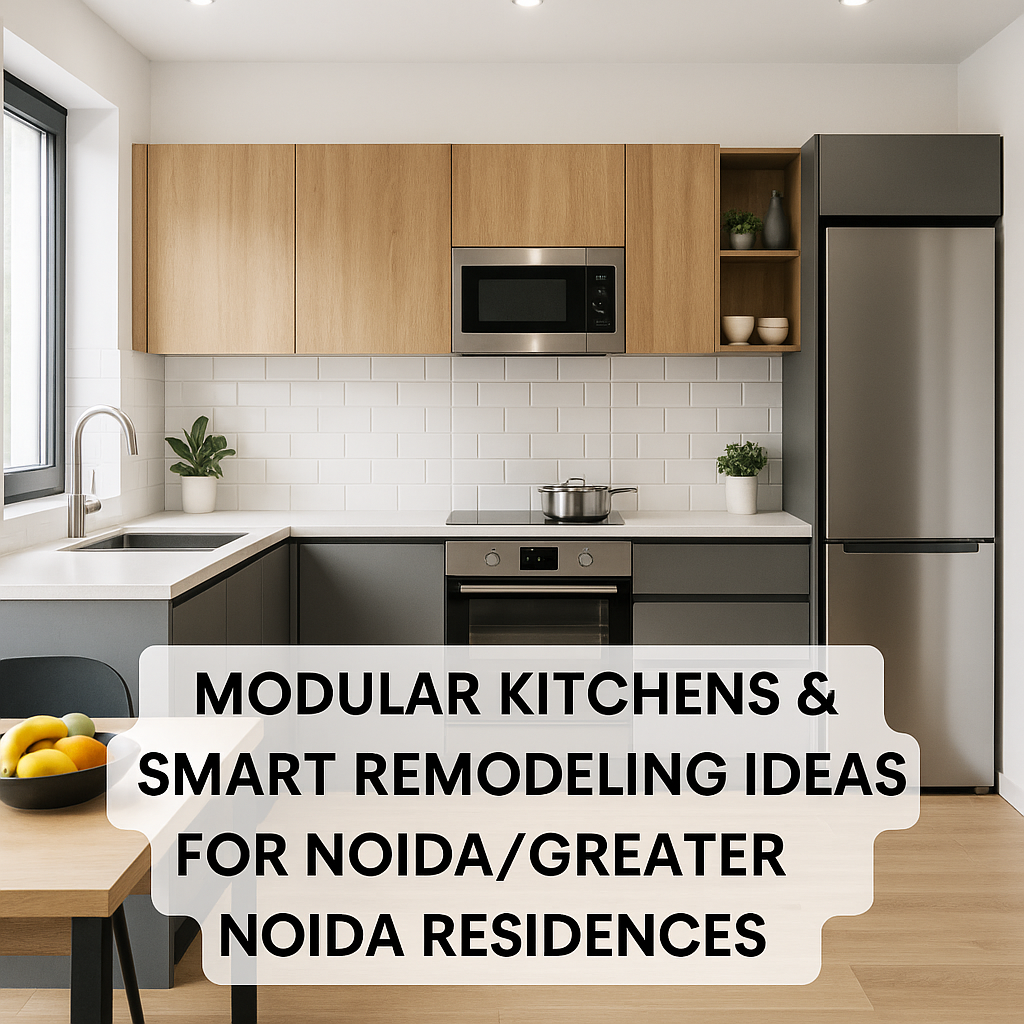 MODULAR KITCHENS &
SMART REMODELING IDEAS
FOR NOIDA/GREATER
NOIDA RESIDENCES